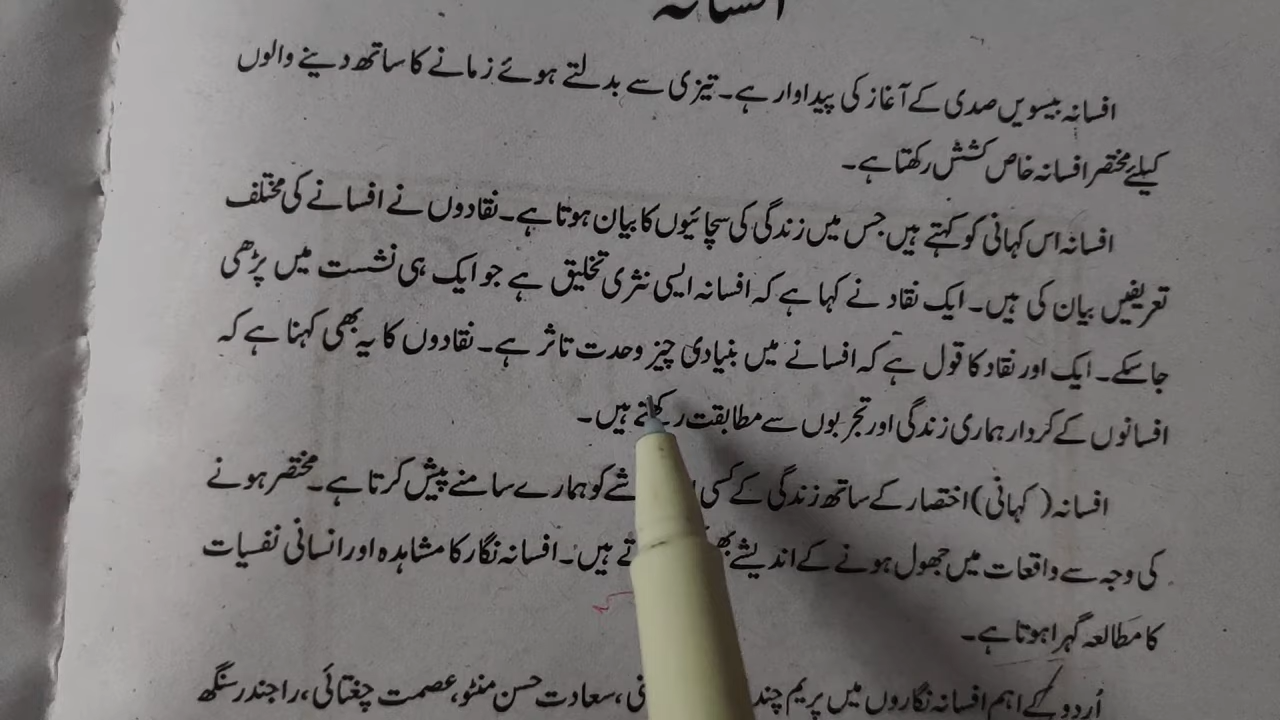 افسانہ
افسانہ بیسویں صدی کے آغاز کی پیداوار ہے۔ تیزی سے بدلتے ہوئے زمانے کا ساتھ دینے والوں
کیلئے مختصر افسانہ خاص کشش رکھتا ہے۔
افسانہ اس کہانی کو کہتے ہیں جس میں زندگی کی سچائیوں کا بیان ہوتا ہے۔ نقادوں نے افسانے کی مختلف
تعریفیں بیان کی ہیں۔ ایک نقاد نے کہا ہے کہ افسانہ ایسی نثری تخلیق ہے جو ایک ہی نشست میں پڑھی
جاسکے۔ ایک اور نقاد کا قول ہے کہ افسانے میں بنیادی چیز وحدت تاثر ہے۔ نقادوں کا یہ بھی کہنا ہے کہ
افسانوں کے کردار ہماری زندگی اور تجربوں سے مطابقت رکھتے ہیں۔
افسانہ (کہانی) اختصار کے ساتھ زندگی کے کسی کو ہمارے سامنے پیش کرتا ہے۔ مختصر ہونے
کی وجہ سے واقعات میں جھول ہونے کے اندیشے ہیں۔ افسانہ نگار کا مشاہدہ اور انسانی نفسیات
کا مطالعہ گہرا ہوتا ہے۔
اُردو کے اہم افسانہ نگاروں میں پریم چند ، سعادت حسن منٹو، عصمت چغتائی، راجندر سنگھ